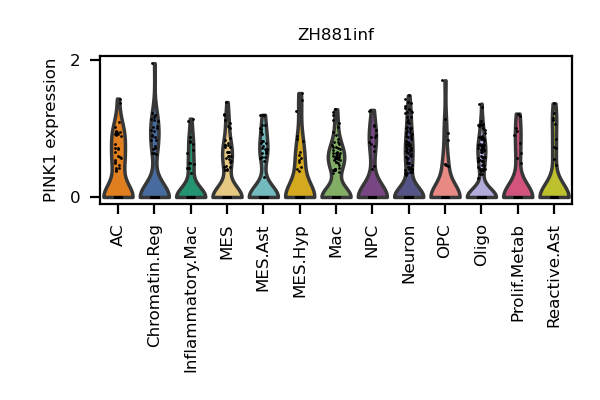 ZH881inf
PINK1 expression
2
0
AC
Chromatin.Reg
Inflammatory.Mac
MES
MES.Ast
MES.Hyp
Mac
NPC
Neuron
OPC
Oligo
Prolif.Metab
Reactive.Ast